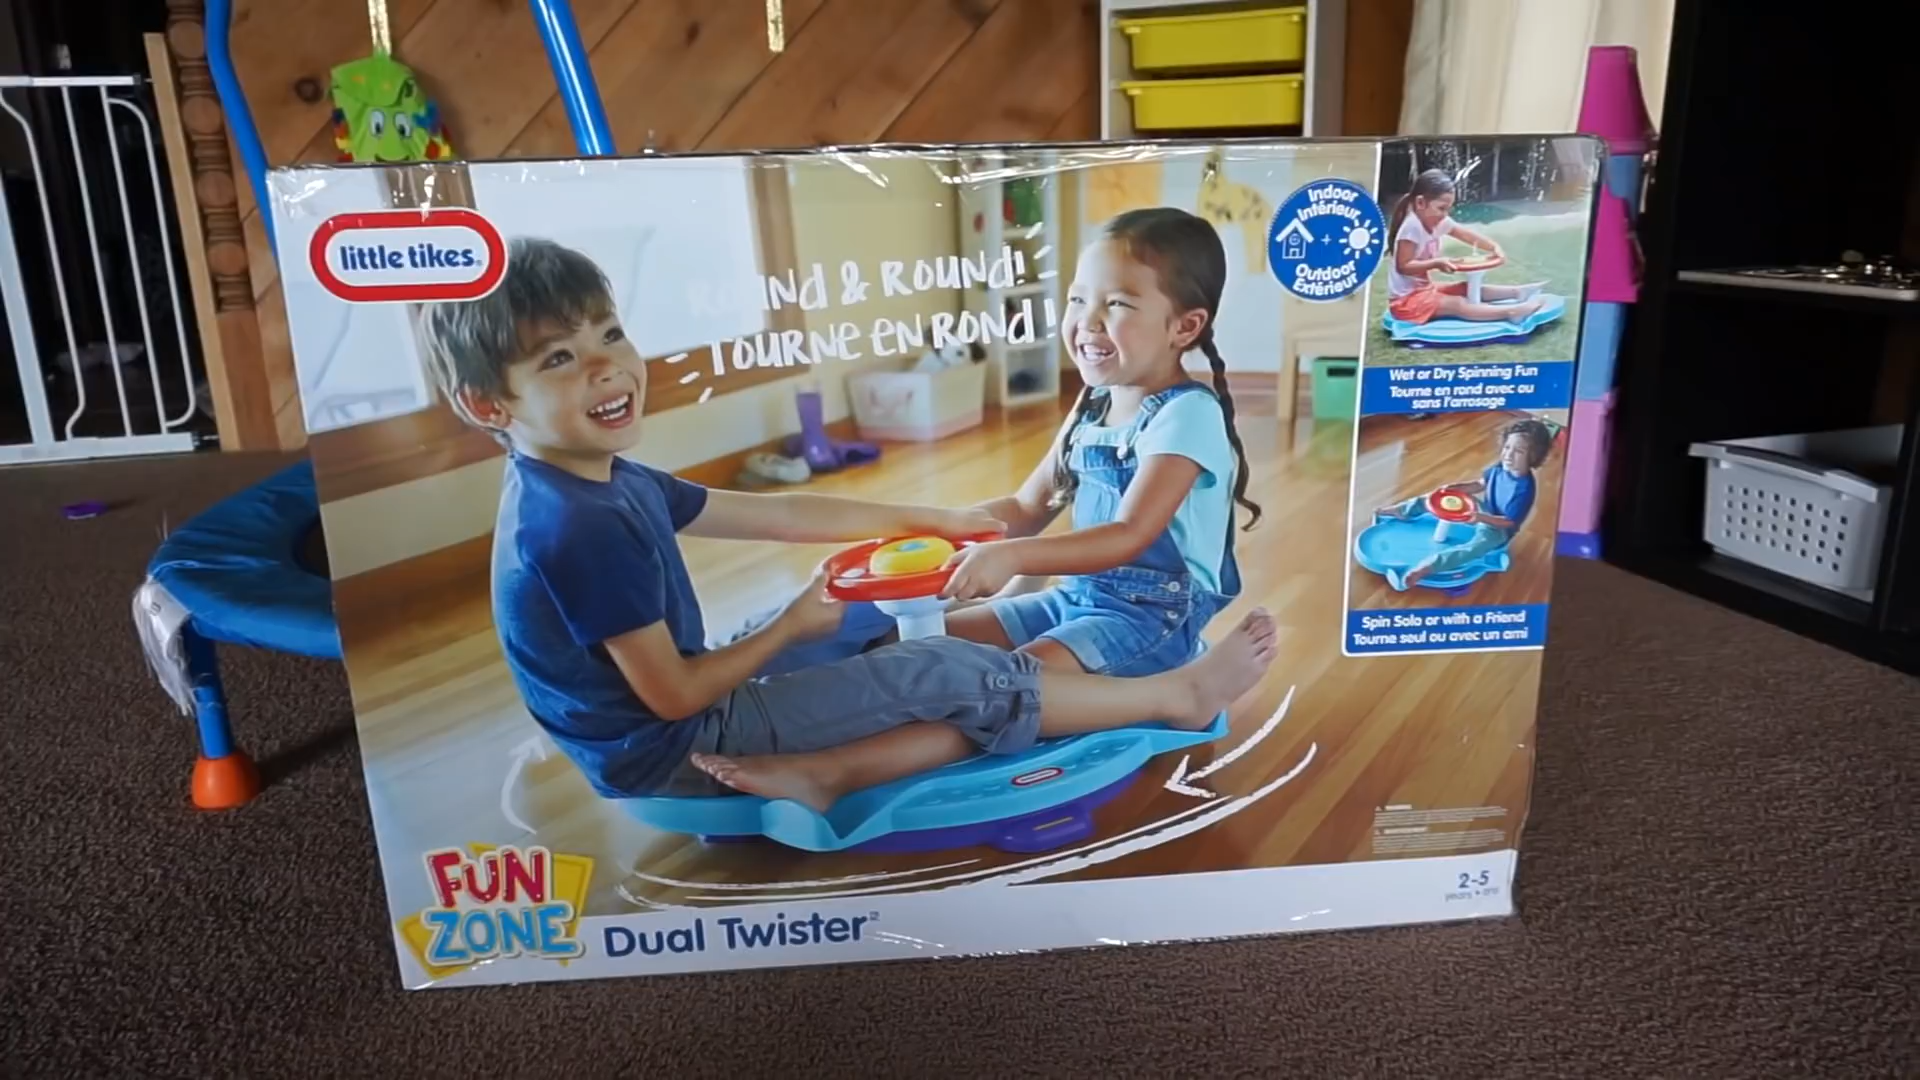 little tikes
ROUND & ROUND!
TOURNE EN ROND !
Indoor
Intérieur
+
Outdoor
Extérieur
Wet or Dry Spinning Fun
Tourne en rond avec ou
sans l'arrosage
Spin Solo or with a Friend
Tourne seul ou avec un ami
FUN
ZONE
Dual Twister
2-5
years • ans